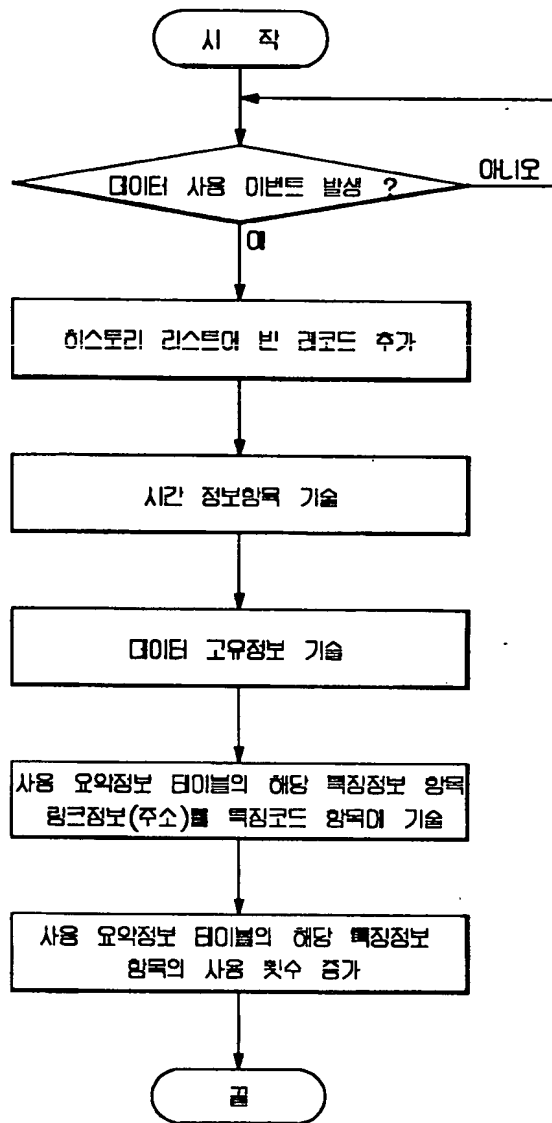 시 작
데이터 사용 이벤트 발생 ?
아니오
예
히스토리 리스트에 빈 레코드 추가
시간 정보항목 기술
데이터 고유정보 기술
사용 요약정보 테이블의 해당 특징정보 항목
링크정보(주소)를 특징코드 항목에 기술
사용 요약정보 테이블의 해당 특징정보
항목의 사용 횟수 증가
끝